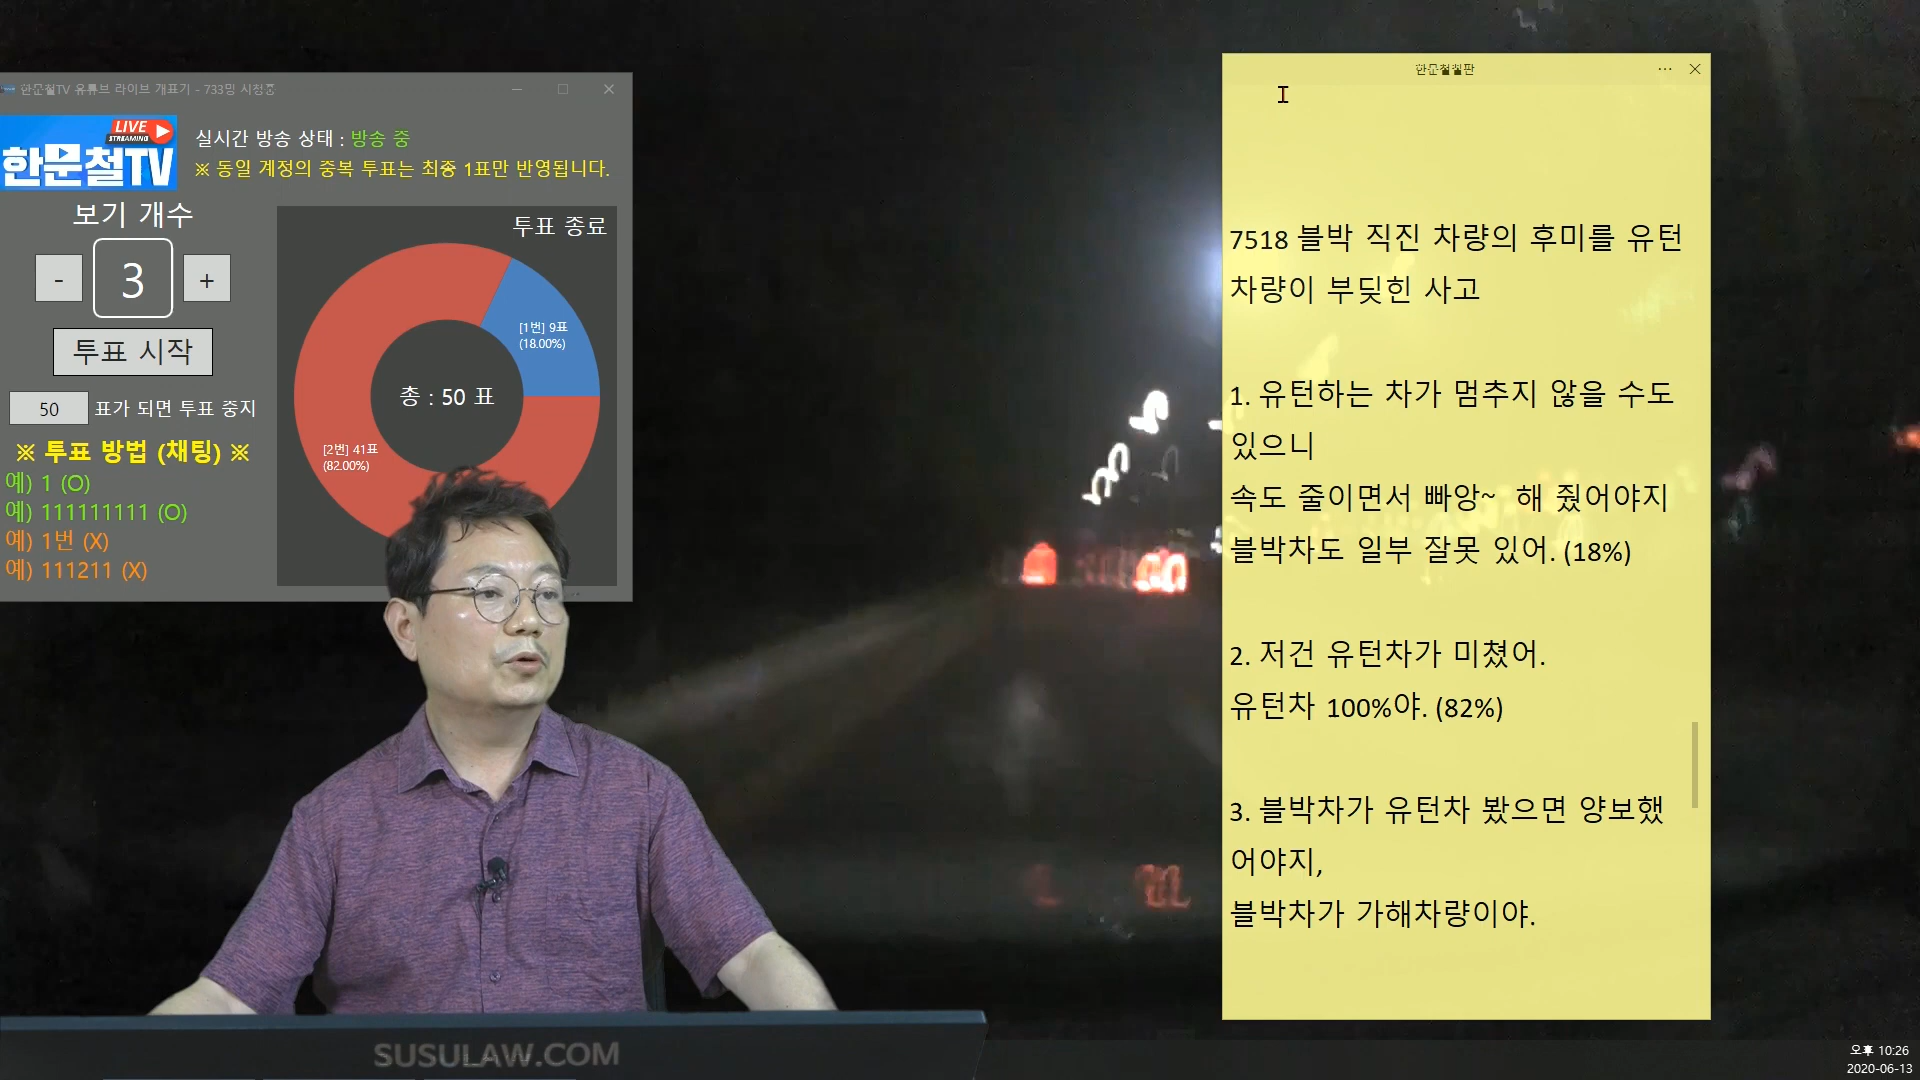 한문철TV 유튜브 라이브 개표기 - 733명 시청중
LIVE
STREAMING
한문철TV
실시간 방송 상태 : 방송 중
※ 동일 계정의 중복 투표는 최종 1표만 반영됩니다.
보기 개수
- 3 +
투표 시작
50 표가 되면 투표 중지
※ 투표 방법 (채팅) ※
예) 1 (O)
예) 111111111 (O)
예) 1번 (X)
예) 111211 (X)
투표 종료
[1번] 9표
(18.00%)
총 : 50 표
[2번] 41표
(82.00%)
한문철칠판
7518 블박 직진 차량의 후미를 유턴
차량이 부딪힌 사고
1. 유턴하는 차가 멈추지 않을 수도
있으니
속도 줄이면서 빠앙~ 해 줬어야지
블박차도 일부 잘못 있어. (18%)
2. 저건 유턴차가 미쳤어.
유턴차 100%야. (82%)
3. 블박차가 유턴차 봤으면 양보했
어야지,
블박차가 가해차량이야.
SUSULAW.COM
오후 10:26
2020-06-13